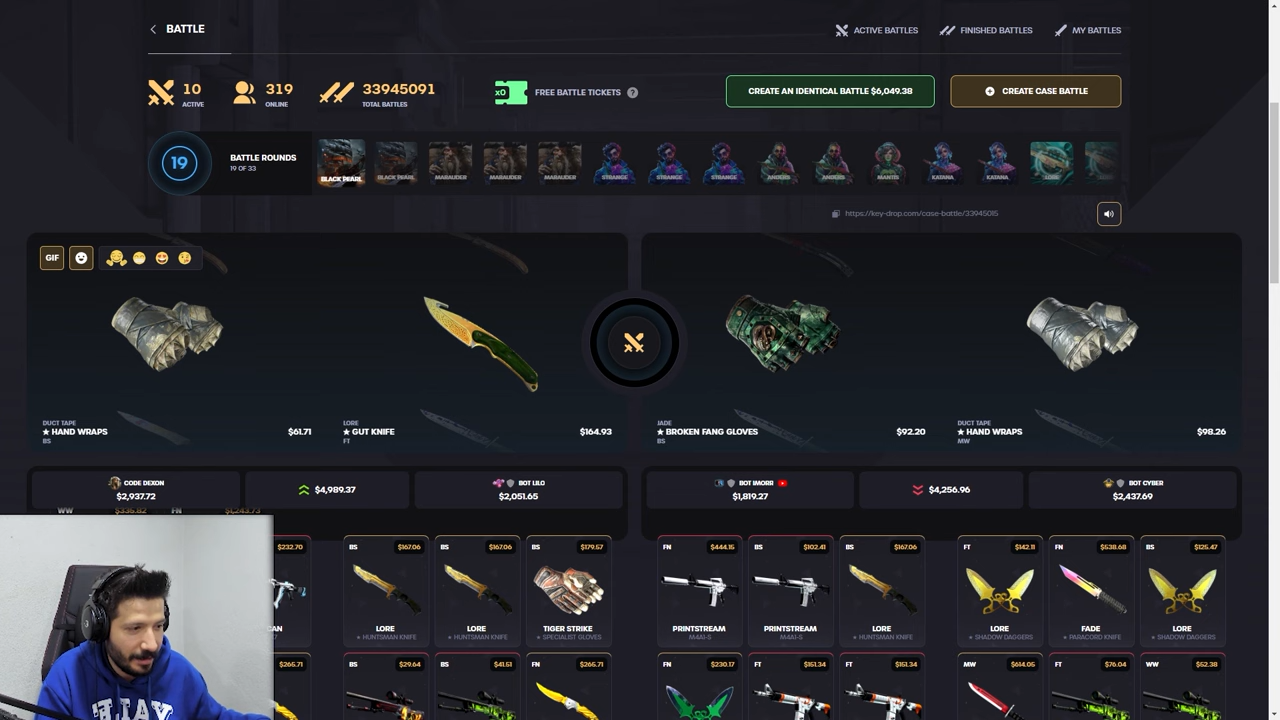 BATTLE
ACTIVE BATTLES
FINISHED BATTLES
MY BATTLES
10
ACTIVE
319
ONLINE
33945091
TOTAL BATTLES
x0
FREE BATTLE TICKETS ?
CREATE AN IDENTICAL BATTLE $6,049.38
CREATE CASE BATTLE
19
BATTLE ROUNDS
19 OF 33
BLACK PEARL
BLACK PEARL
MARAUDER
MARAUDER
MARAUDER
STRANGE
STRANGE
STRANGE
ANGERS
ANGERS
MANTIS
KATANA
KATANA
https://key-drop.com/case-battle/33945015
GIF
DUCT TAPE
★ HAND WRAPS
BS
$61.71
LORE
★ GUT KNIFE
FT
$164.93
JADE
★ BROKEN FANG GLOVES
BS
$92.20
DUCT TAPE
★ HAND WRAPS
MW
$98.26
CODE DEXON
$2,937.72
$4,989.37
BOT LILO
$2,051.65
BOT IMORR
$1,819.27
$4,256.96
BOT CYBER
$2,437.69
WW $336.82 FN $1,243.73
$232.70
BS $167.06
LORE
★ HUNTSMAN KNIFE
BS $167.06
LORE
★ HUNTSMAN KNIFE
BS $179.57
TIGER STRIKE
★ SPECIALIST GLOVES
FN $444.15
PRINTSTREAM
M4A1-S
BS $102.41
PRINTSTREAM
M4A1-S
BS $167.06
LORE
★ HUNTSMAN KNIFE
FT $142.11
LORE
★ SHADOW DAGGERS
FN $538.68
FADE
★ PARACORD KNIFE
BS $125.47
LORE
★ SHADOW DAGGERS
$265.71
BS $29.64
BS $41.51
FN $265.71
FN $230.17
FT $151.34
FT $151.34
MW $614.05
FT $76.04
WW $52.38